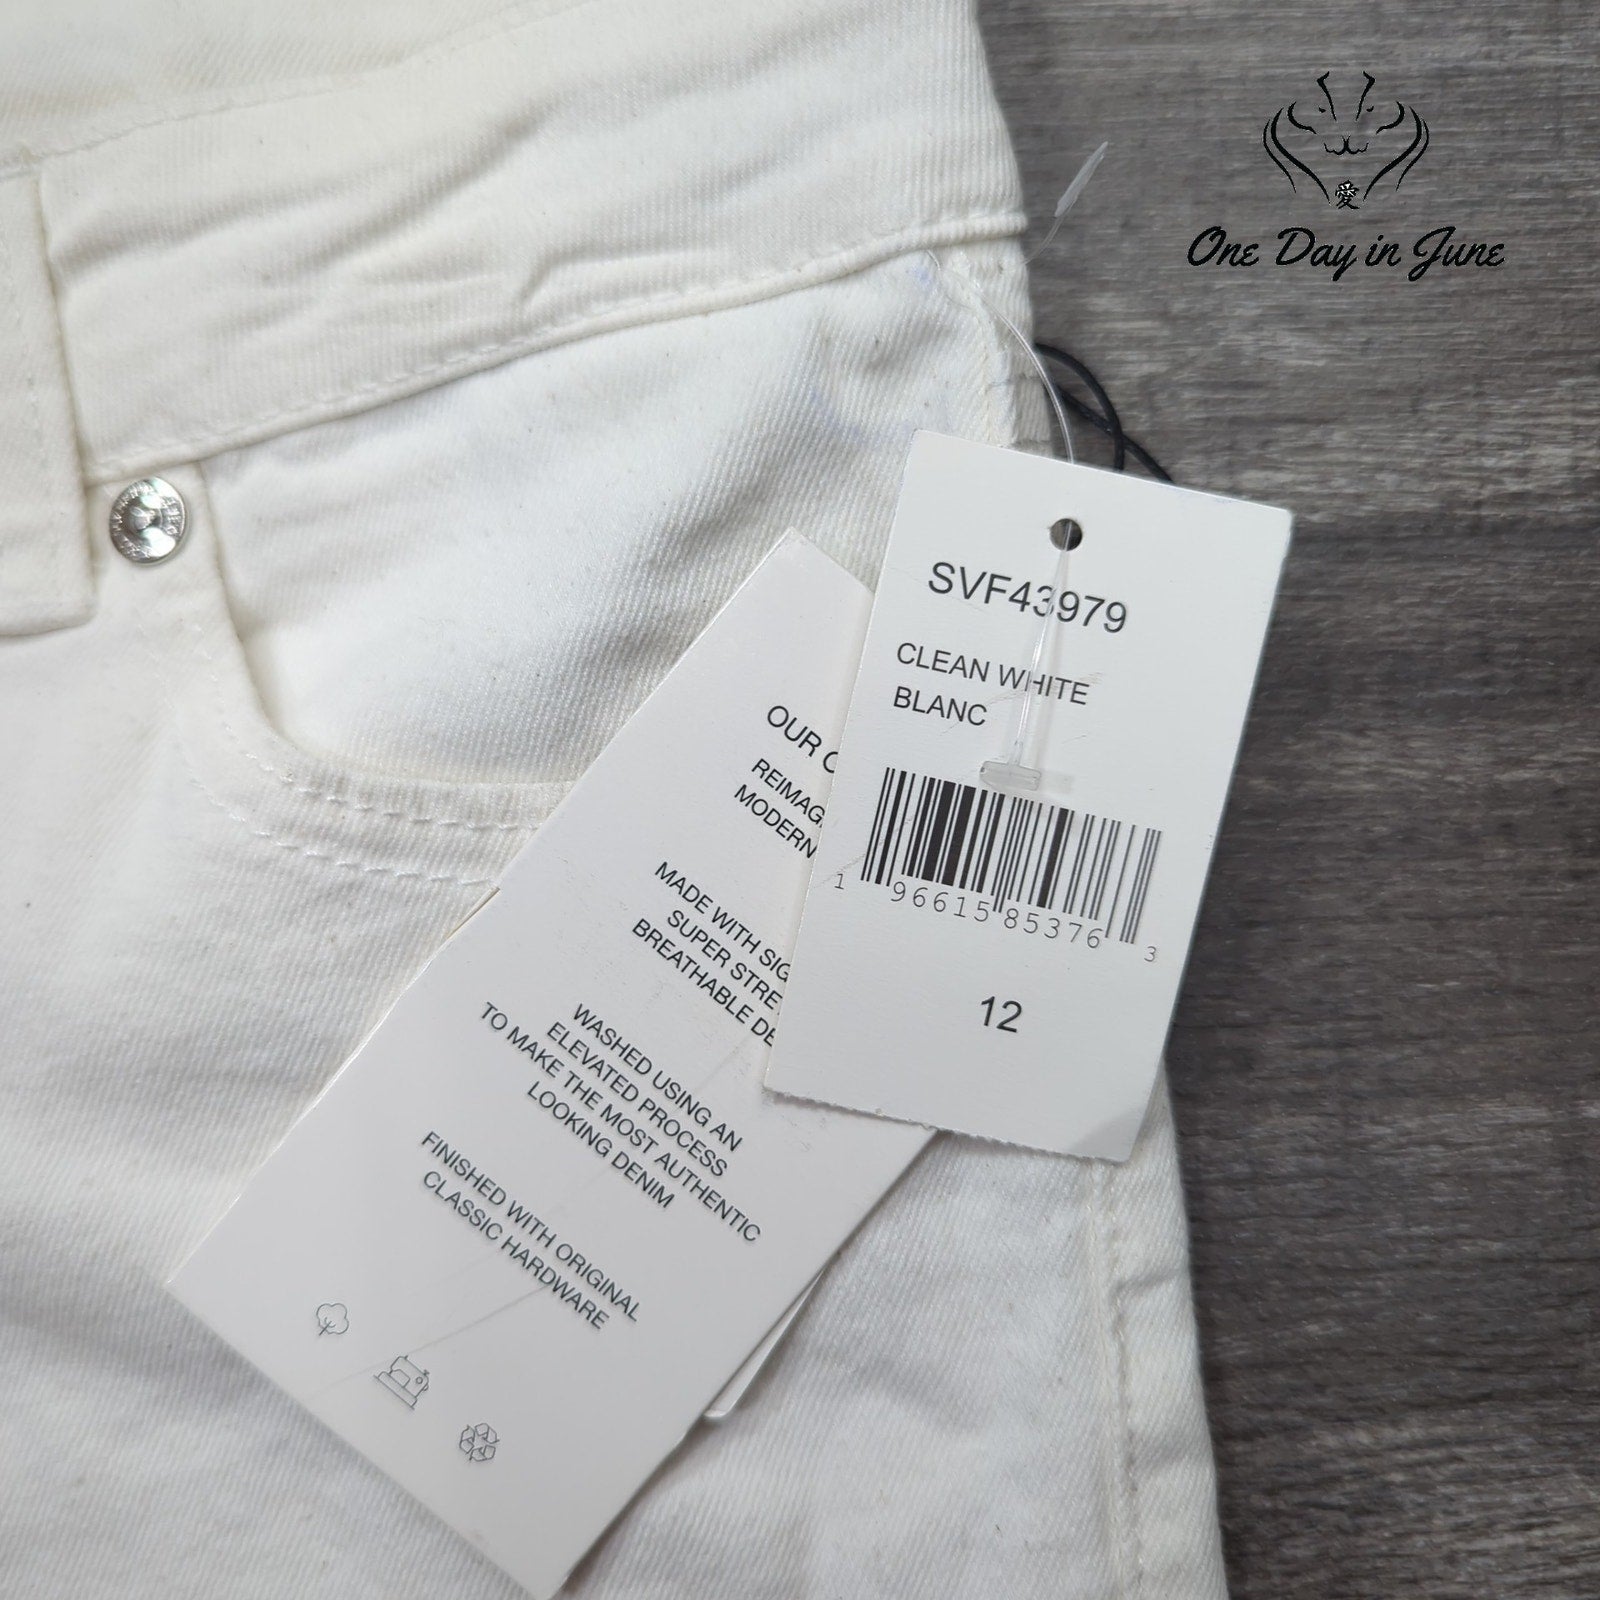 愛
One Day in June
SVF43979
CLEAN WHITE
BLANC
1 96615 85376 3
12
OUR
REIMAG
MODERN
MADE WITH SIG
SUPER STRE
BREATHABLE DE
WASHED USING AN
ELEVATED PROCESS
TO MAKE THE MOST AUTHENTIC
LOOKING DENIM
FINISHED WITH ORIGINAL
CLASSIC HARDWARE